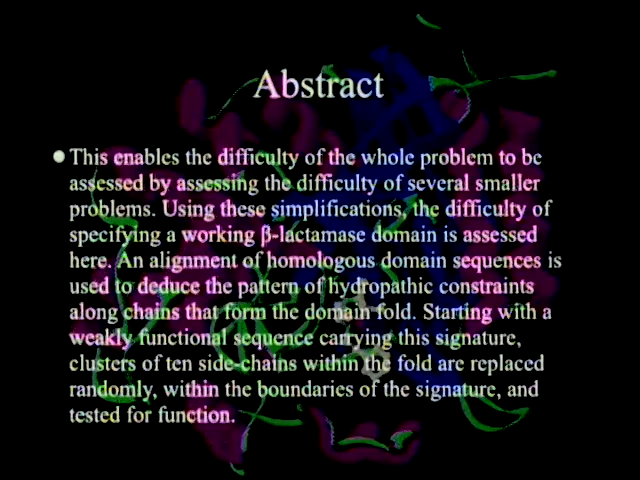 Abstract
This enables the difficulty of the whole problem to be
assessed by assessing the difficulty of several smaller
problems. Using these simplifications, the difficulty of
specifying a working β-lactamase domain is assessed
here. An alignment of homologous domain sequences is
used to deduce the pattern of hydropathic constraints
along chains that form the domain fold. Starting with a
weakly functional sequence carrying this signature,
clusters of ten side-chains within the fold are replaced
randomly, within the boundaries of the signature, and
tested for function.